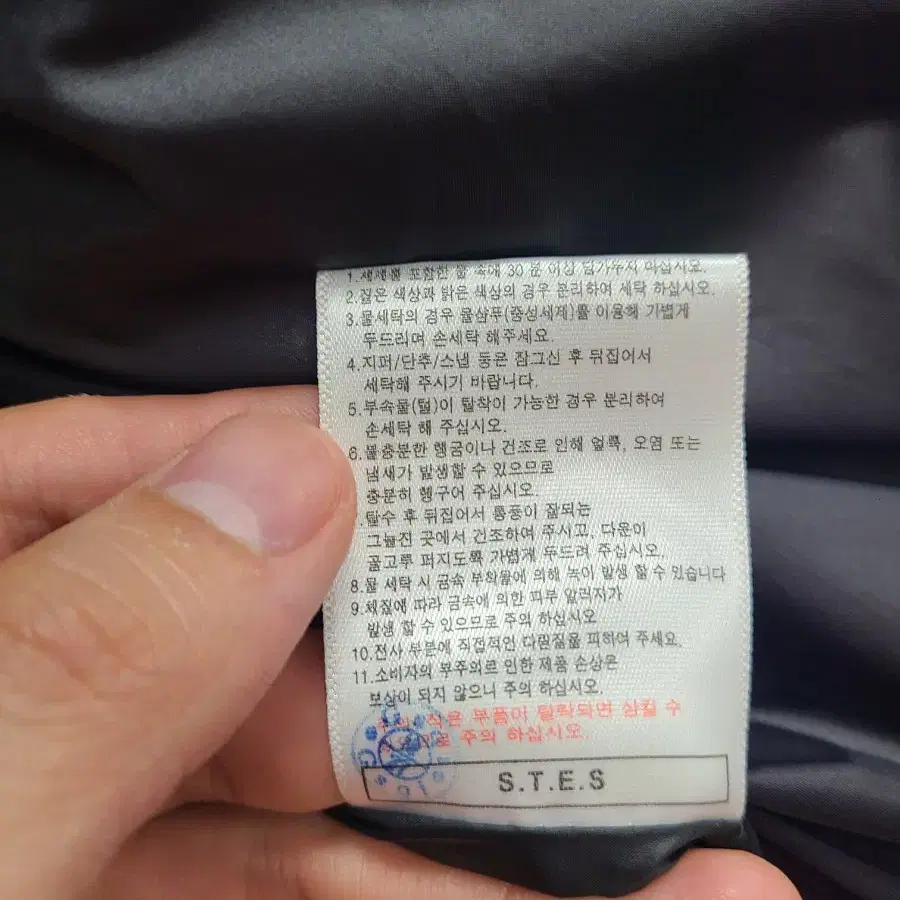 1.색세물 포함한 물 속에 30 분 이상 담가두지 마십시오.
2.짙은 색상과 밝은 색상의 경우 분리하여 세탁 하십시오.
3.물세탁의 경우 물샴푸(중성세제)를 이용해 가볍게
두드리며 손세탁 해주세요.
4.지퍼/단추/스냅 등은 잠그신 후 뒤집어서
세탁해 주시기 바랍니다.
5.부속물(털)이 탈착이 가능한 경우 분리하여
손세탁 해 주십시오.
6.불충분한 헹굼이나 건조로 인해 얼룩, 오염 또는
냄새가 발생할 수 있으므로
충분히 헹구어 주십시오.
.탈수 후 뒤집어서 통풍이 잘되는
그늘진 곳에서 건조하여 주시고, 다운이
골고루 퍼지도록 가볍게 두드려 주십시오.
8.물 세탁 시 금속 부착물에 의해 녹이 발생 할 수 있습니다
9.체질에 따라 금속에 의한 피부 알러지가
발생 할 수 있으므로 주의 하십시오
10.전사 부분에 직접적인 다림질을 피하여 주세요.
11.소비자의 부주의로 인한 제품 손상은
보상이 되지 않으니 주의 하십시오.
작은 부품이 탈락되면 삼킬 수
주의 하십시오.
S.T.E.S